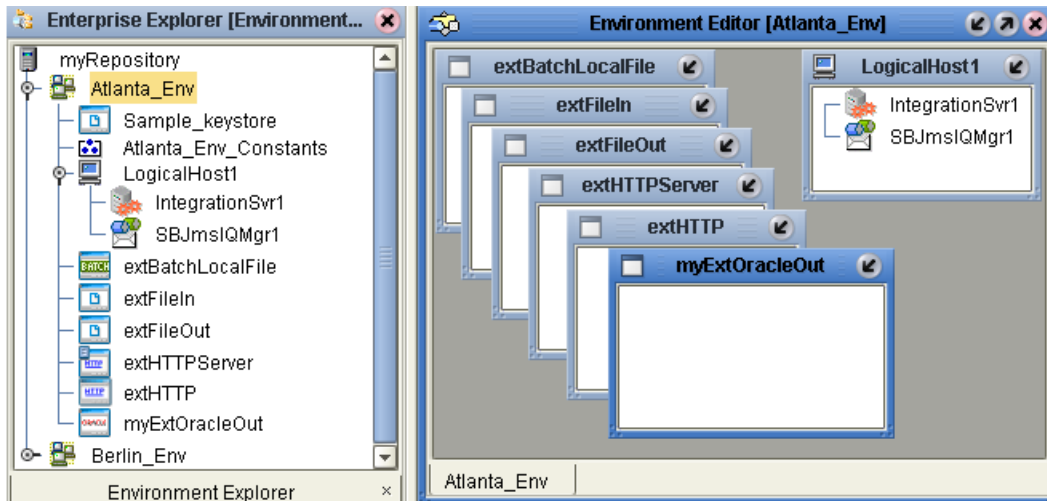 Enterprise Explorer [Environment...
myRepository
Atlanta_Env
Sample_keystore
Atlanta_Env_Constants
LogicalHost1
IntegrationSvr1
SBJmsIQMgr1
BATCH
extBatchLocalFile
extFileIn
extFileOut
HTTP
extHTTPServer
HTTP
extHTTP
ORACLE
myExtOracleOut
Berlin_Env
Environment Explorer
Environment Editor [Atlanta_Env]
extBatchLocalFile
extFileIn
extFileOut
extHTTPServer
extHTTP
myExtOracleOut
LogicalHost1
IntegrationSvr1
SBJmsIQMgr1
Atlanta_Env